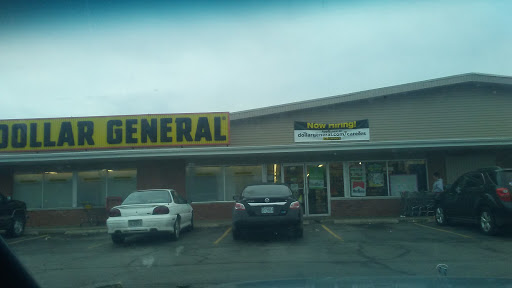 DOLLAR GENERAL
Now Hiring!
dollargeneral.com/careers